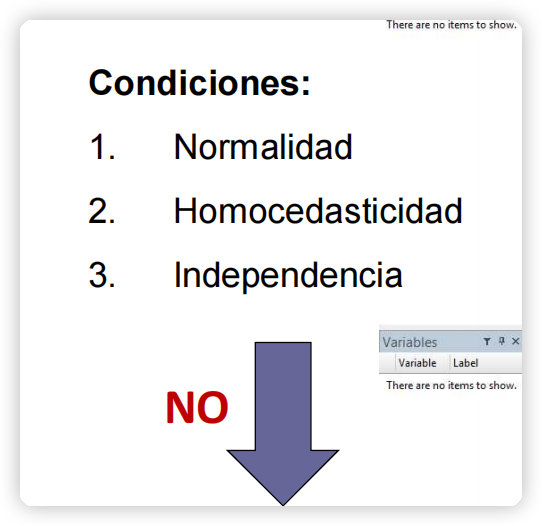 There are no items to show.
Condiciones:
1. Normalidad
2. Homocedasticidad
3. Independencia
Variables
Variable Label
There are no items to show.
NO